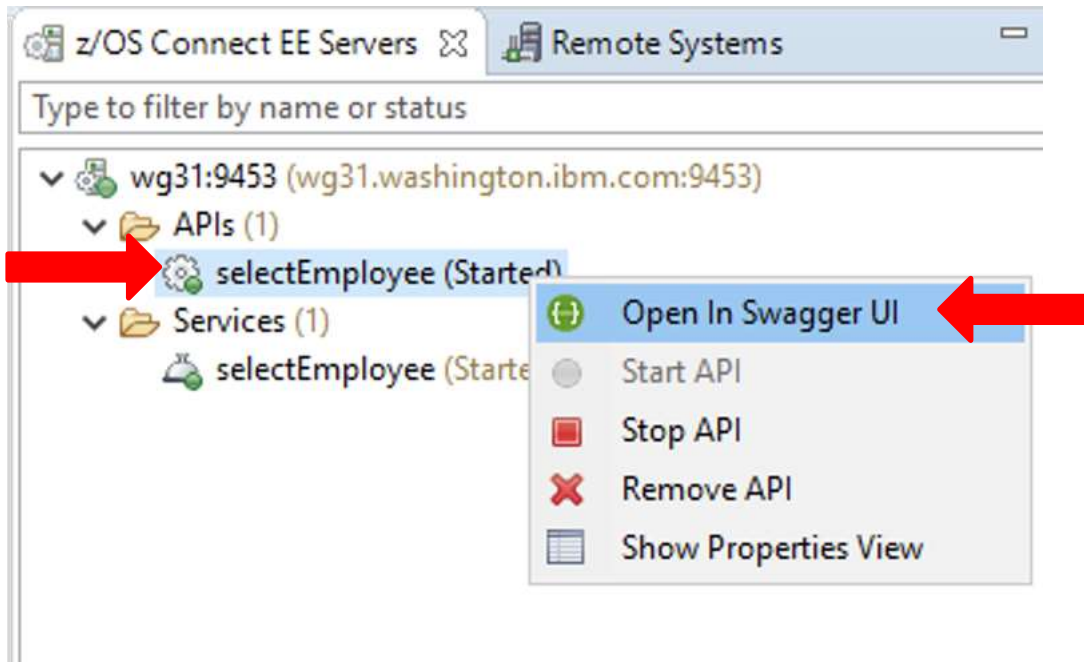 z/OS Connect EE Servers Remote Systems
Type to filter by name or status
wg31:9453 (wg31.washington.ibm.com:9453)
APIs (1)
selectEmployee (Started)
Services (1)
selectEmployee (Starte
Open In Swagger UI
Start API
Stop API
Remove API
Show Properties View